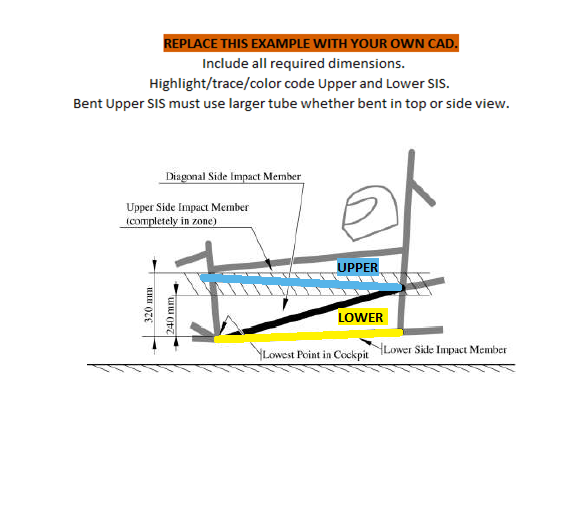 REPLACE THIS EXAMPLE WITH YOUR OWN CAD.
Include all required dimensions.
Highlight/trace/color code Upper and Lower SIS.
Bent Upper SIS must use larger tube whether bent in top or side view.
Diagonal Side Impact Member
Upper Side Impact Member
(completely in zone)
UPPER
320 mm
240 mm
LOWER
Lowest Point in Cockpit
Lower Side Impact Member